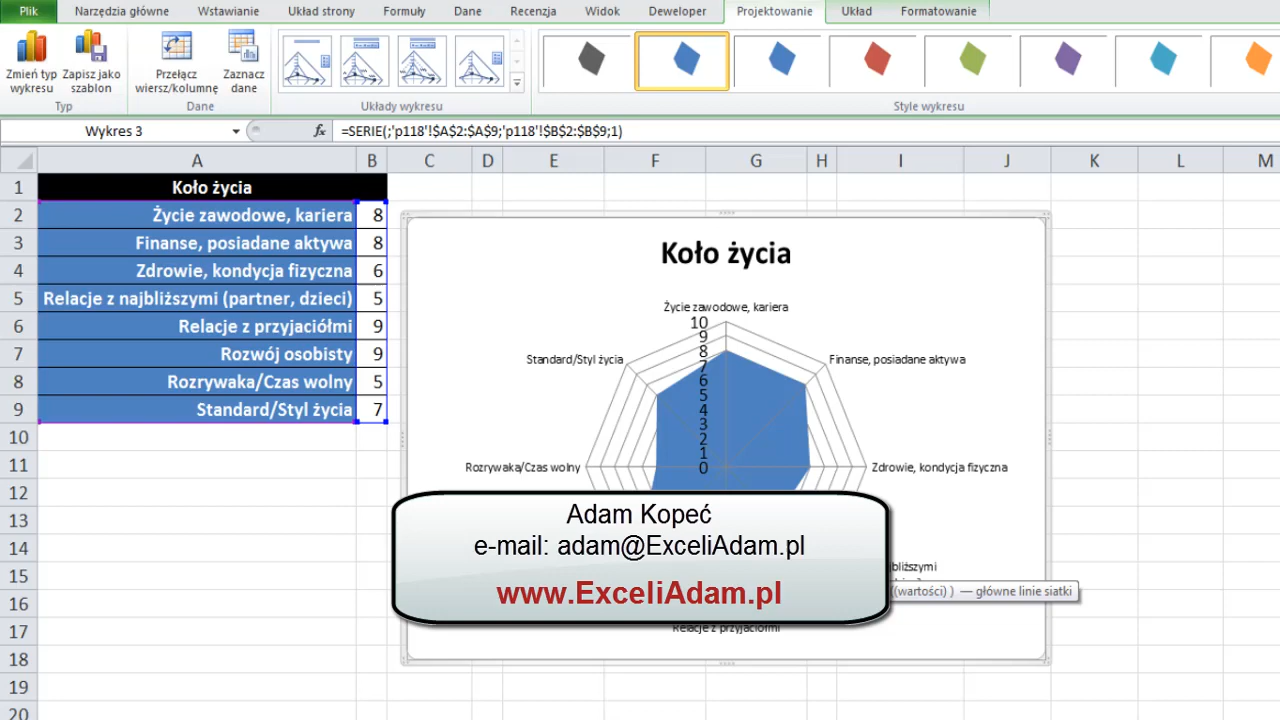 Plik Narzędzia główne Wstawianie Układ strony Formuły Dane Recenzja Widok Deweloper Projektowanie Układ Formatowanie
Zmień typ wykresu
Zapisz jako szablon
Przełącz wiersz/kolumnę
Zaznacz dane
Typ Dane Układy wykresu Style wykresu
Wykres 3 fx =SERIE(;'p118'!$A$2:$A$9;'p118'!$B$2:$B$9;1)
A B C D E F G H I J K L M
1 Koło życia
2 Życie zawodowe, kariera 8
3 Finanse, posiadane aktywa 8
4 Zdrowie, kondycja fizyczna 6
5 Relacje z najbliższymi (partner, dzieci) 5
6 Relacje z przyjaciółmi 9
7 Rozwój osobisty 9
8 Rozrywaka/Czas wolny 5
9 Standard/Styl życia 7
10
11
12
13
14
15
16
17
18
19
20
Koło życia
Życie zawodowe, kariera
10
9
8
7
6
5
4
3
2
1
0
Standard/Styl życia
Finanse, posiadane aktywa
Rozrywaka/Czas wolny
Zdrowie, kondycja fizyczna
Adam Kopeć
e-mail: adam@ExceliAdam.pl
www.ExceliAdam.pl
bliższymi
(wartości) ) — główne linie siatki
Relacje z przyjaciółmi